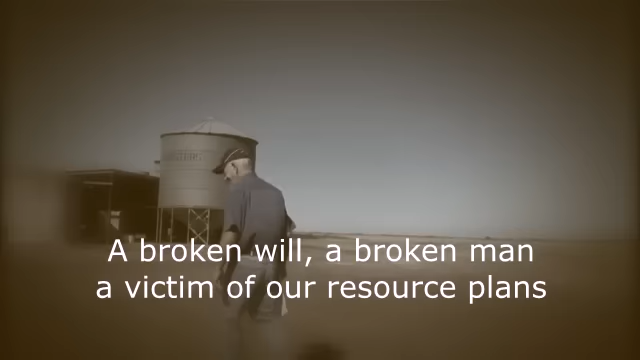 A broken will, a broken man
a victim of our resource plans